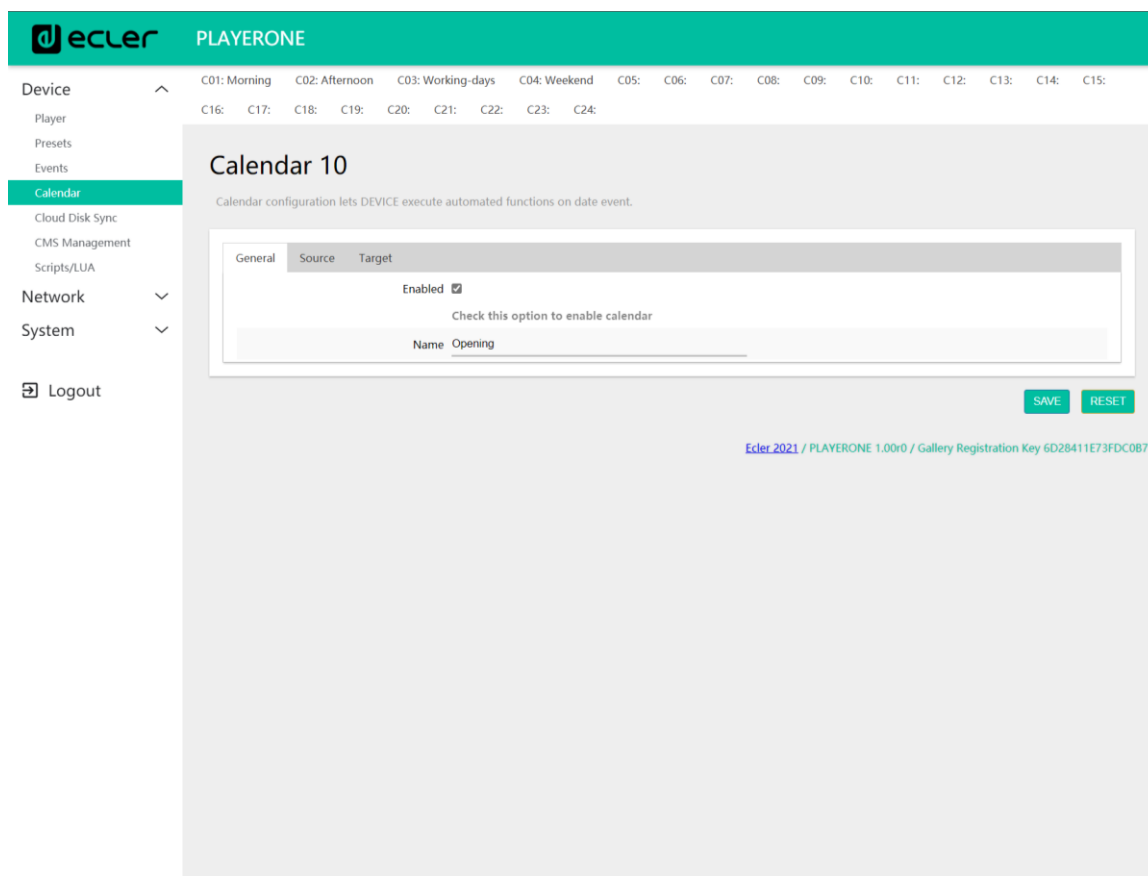 ecler
PLAYERONE
Device
Player
Presets
Events
Calendar
Cloud Disk Sync
CMS Management
Scripts/LUA
Network
System
Logout
C01: Morning C02: Afternoon C03: Working-days C04: Weekend C05: C06: C07: C08: C09: C10: C11: C12: C13: C14: C15:
C16: C17: C18: C19: C20: C21: C22: C23: C24:
Calendar 10
Calendar configuration lets DEVICE execute automated functions on date event.
General Source Target
Enabled
Check this option to enable calendar
Name Opening
SAVE RESET
Ecler 2021 / PLAYERONE 1.00r0 / Gallery Registration Key 6D28411E73FDC0B7